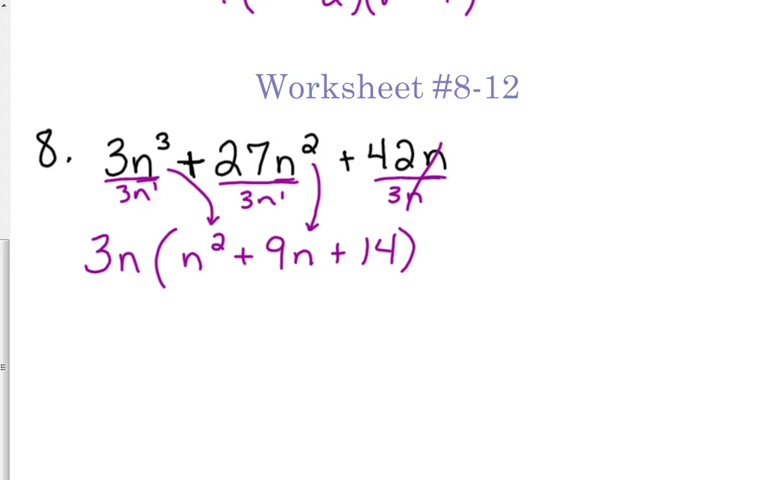 Worksheet #8-12
8. 3n³ + 27n² + 42n
3n¹ 3n¹ 3n
3n(n² + 9n + 14)